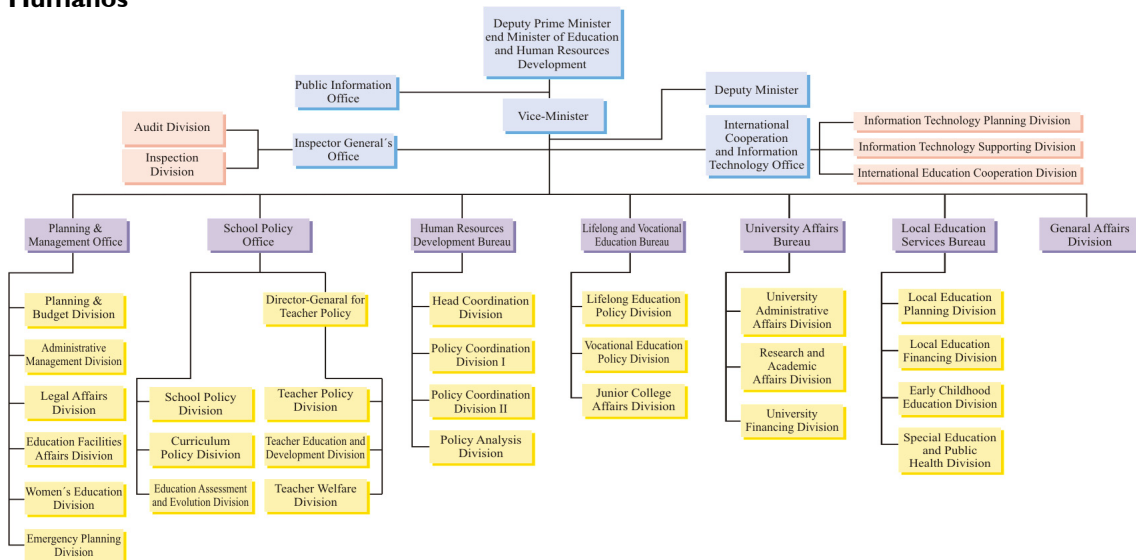 Humanos
Deputy Prime Minister
end Minister of Education
and Human Resources
Development
Public Information
Office
Deputy Minister
Vice-Minister
Audit Division
Inspection
Division
Inspector General´s
Office
International
Cooperation
and Information
Technology Office
Information Technology Planning Division
Information Technology Supporting Division
International Education Cooperation Division
Planning &
Management Office
School Policy
Office
Human Resources
Development Bureau
Lifelong and Vocational
Education Bureau
University Affairs
Bureau
Local Education
Services Bureau
Genaral Affairs
Division
Planning &
Budget Division
Administrative
Management Division
Legal Affairs
Division
Education Facilities
Affairs Disivion
Women´s Education
Division
Emergency Planning
Division
Director-Genaral for
Teacher Policy
School Policy
Division
Curriculum
Policy Disivion
Education Assessment
and Evolution Division
Teacher Policy
Division
Teacher Education and
Development Division
Teacher Welfare
Division
Head Coordination
Division
Policy Coordination
Division I
Policy Coordination
Division II
Policy Analysis
Division
Lifelong Education
Policy Division
Vocational Education
Policy Division
Junior College
Affairs Division
University
Administrative
Affairs Division
Research and
Academic
Affairs Division
University
Financing Division
Local Education
Planning Division
Local Education
Financing Division
Early Childhood
Education Division
Special Education
and Public
Health Division